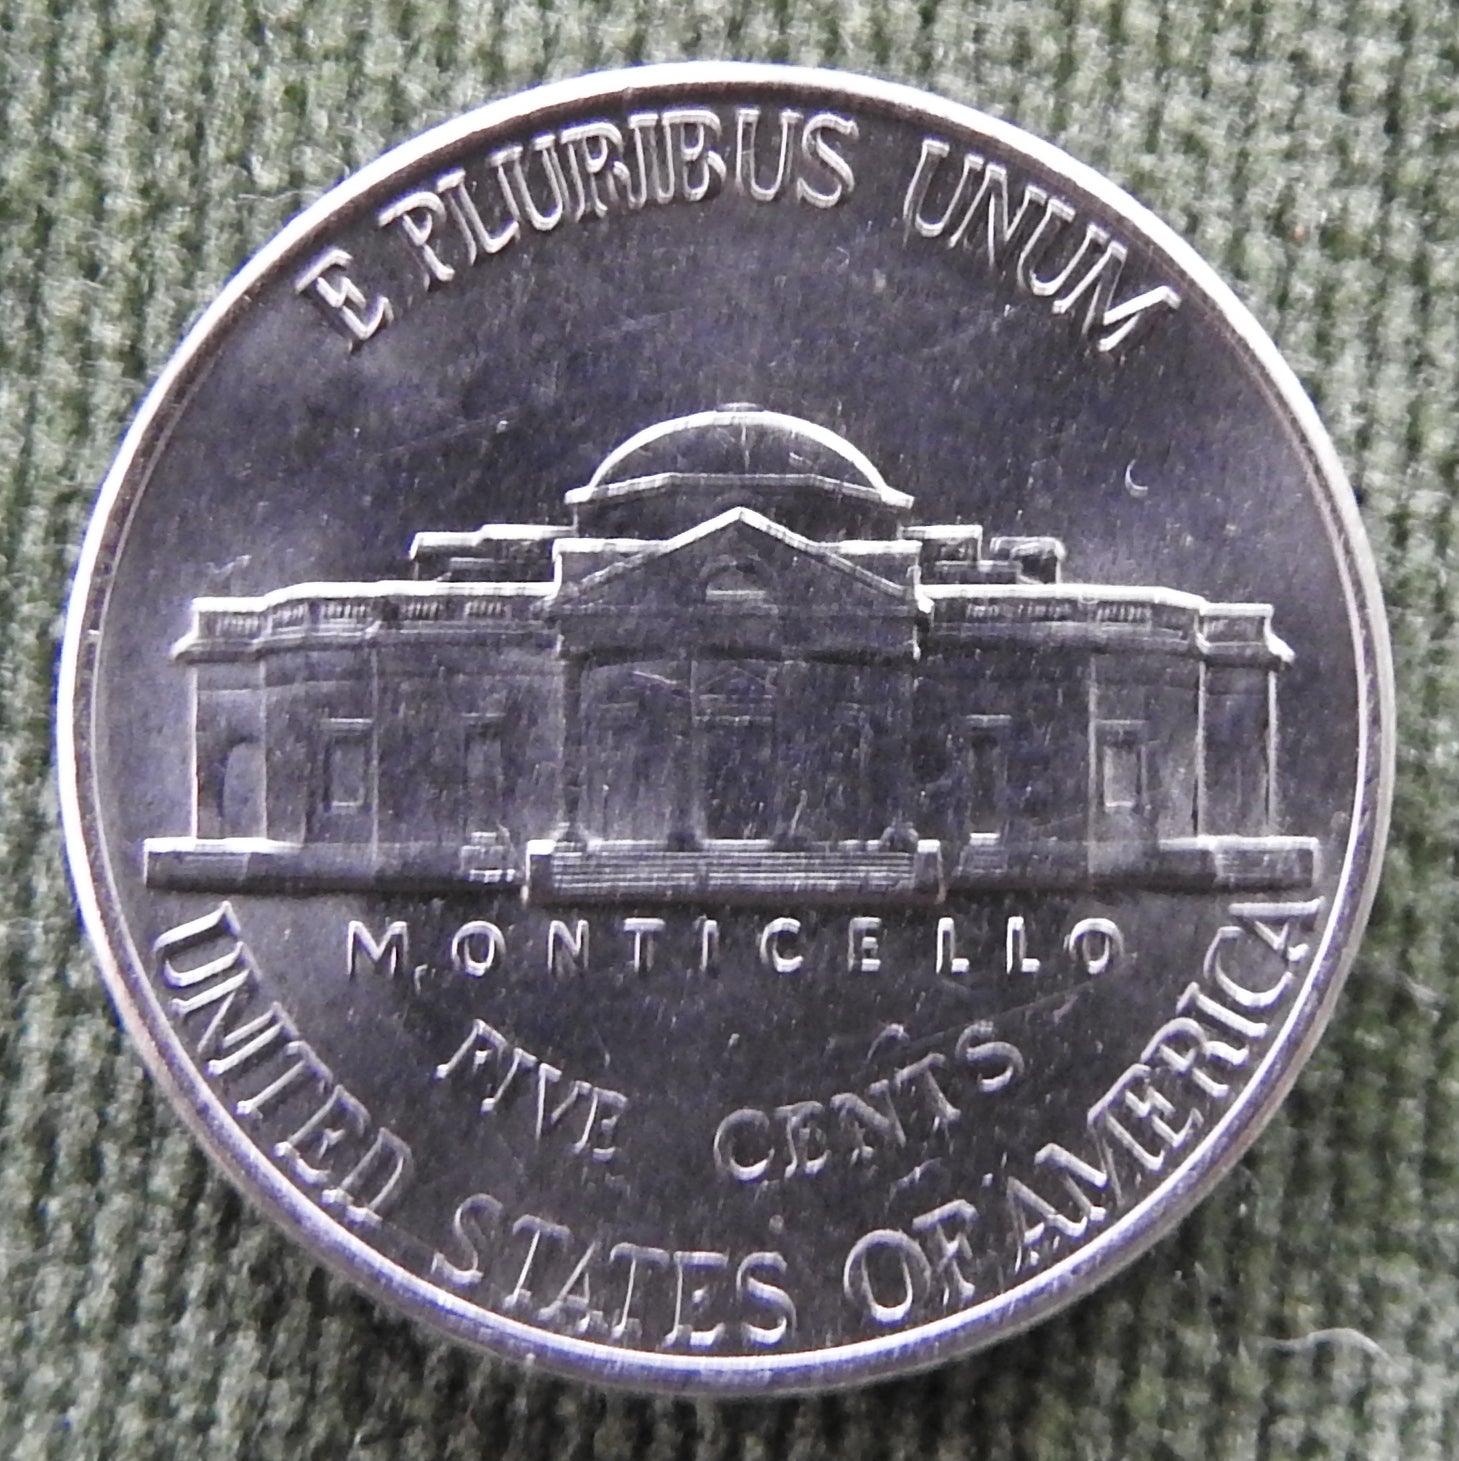 E PLURIBUS UNUM
MONTICELLO
FIVE CENTS
UNITED STATES OF AMERICA